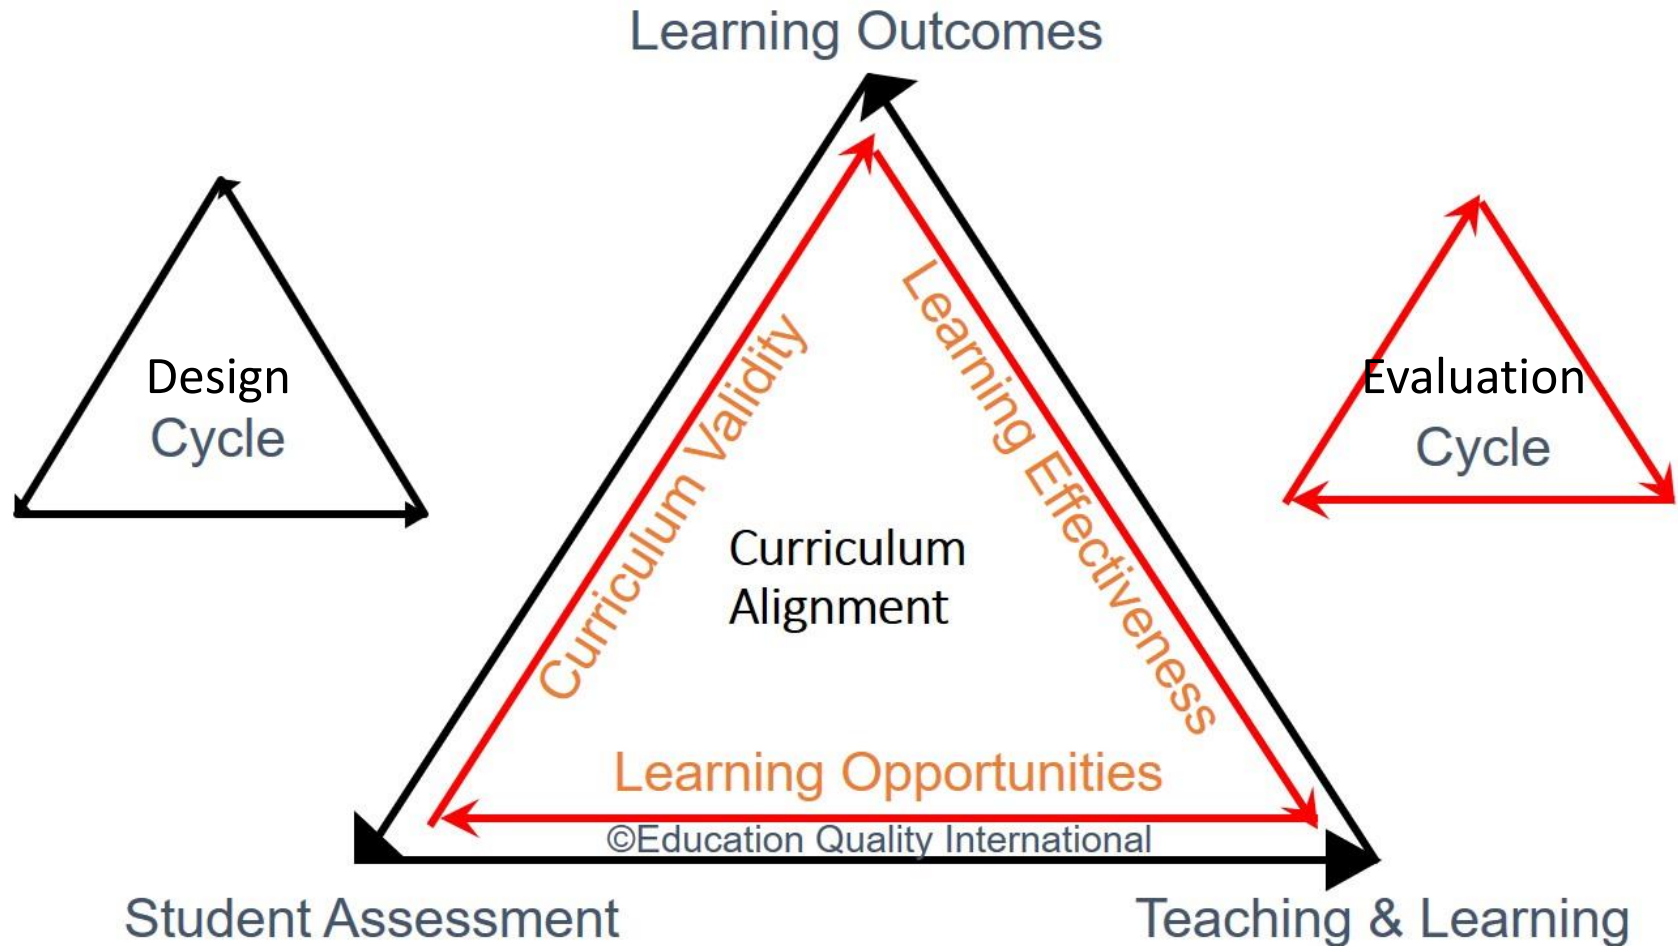 Learning Outcomes
Design
Cycle
Curriculum Validity
Learning Effectiveness
Evaluation
Cycle
Curriculum
Alignment
Learning Opportunities
©Education Quality International
Student Assessment
Teaching & Learning